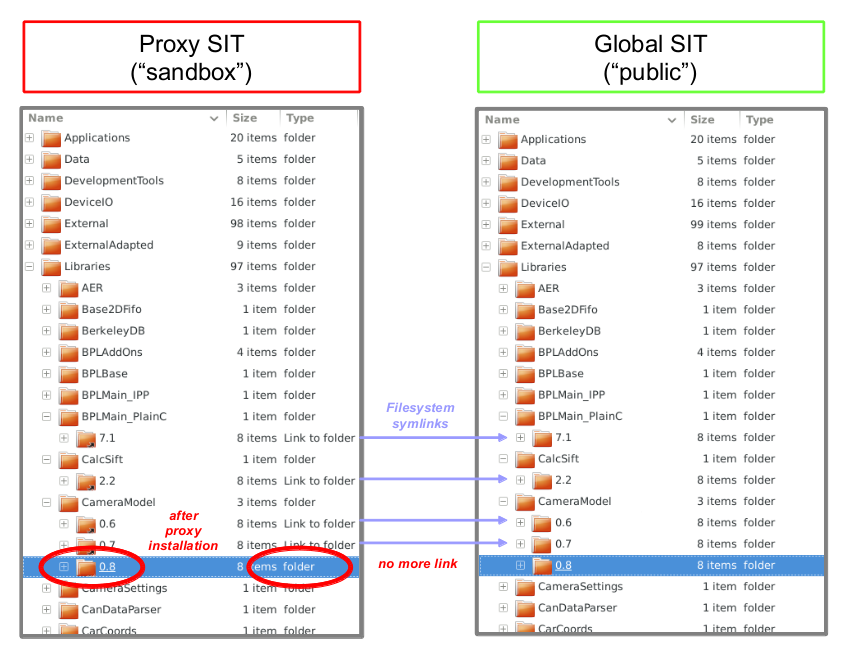 Proxy SIT
(“sandbox”)
Global SIT
(“public”)
Name Size Type
Applications 20 items folder
Data 5 items folder
DevelopmentTools 8 items folder
DeviceIO 16 items folder
External 98 items folder
ExternalAdapted 9 items folder
Libraries 97 items folder
AER 3 items folder
Base2DFifo 1 item folder
BerkeleyDB 1 item folder
BPLAddOns 4 items folder
BPLBase 1 item folder
BPLMain_IPP 1 item folder
BPLMain_PlainC 1 item folder
7.1 8 items Link to folder
CalcSift 1 item folder
2.2 8 items Link to folder
CameraModel 3 items folder
0.6 8 items Link to folder
0.7 8 items Link to folder
0.8 8 items folder
CameraSettings 1 item folder
CanDataParser 1 item folder
CarCoords 1 item folder
after
proxy
installation
Filesystem
symlinks
no more link
Name Size Type
Applications 20 items folder
Data 5 items folder
DevelopmentTools 8 items folder
DeviceIO 16 items folder
External 99 items folder
ExternalAdapted 8 items folder
Libraries 97 items folder
AER 3 items folder
Base2DFifo 1 item folder
BerkeleyDB 1 item folder
BPLAddOns 4 items folder
BPLBase 1 item folder
BPLMain_IPP 1 item folder
BPLMain_PlainC 1 item folder
7.1 8 items folder
CalcSift 1 item folder
2.2 8 items folder
CameraModel 3 items folder
0.6 8 items folder
0.7 8 items folder
0.8 8 items folder
CameraSettings 1 item folder
CanDataParser 1 item folder
CarCoords 1 item folder